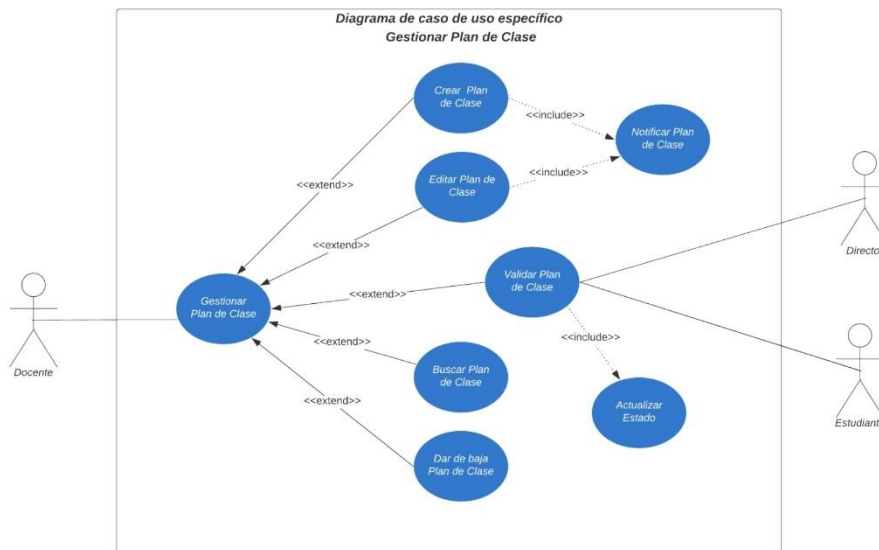 Diagrama de caso de uso específico
Gestionar Plan de Clase
Crear Plan
de Clase
<<include>>
Notificar Plan
de Clase
<<extend>>
Editar Plan de
Clase
<<include>>
<<extend>>
Directo
Validar Plan
de Clase
<<extend>>
Gestionar
Plan de Clase
<<include>>
<<extend>>
Docente
Buscar Plan
de Clase
<<extend>>
Actualizar
Estado
Estudiant
Dar de baja
Plan de Clase